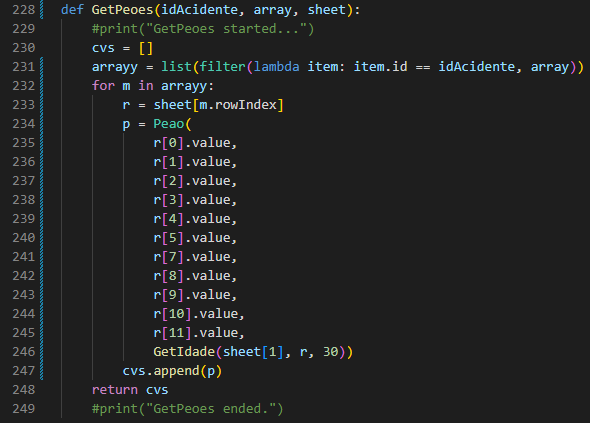 228 def GetPeoes(idAcidente, array, sheet):
229     #print("GetPeoes started...")
230     cvs = []
231     arrayy = list(filter(lambda item: item.id == idAcidente, array))
232     for m in arrayy:
233         r = sheet[m.rowIndex]
234         p = Peao(
235             r[0].value,
236             r[1].value,
237             r[2].value,
238             r[3].value,
239             r[4].value,
240             r[5].value,
241             r[7].value,
242             r[8].value,
243             r[9].value,
244             r[10].value,
245             r[11].value,
246             GetIdade(sheet[1], r, 30))
247         cvs.append(p)
248     return cvs
249     #print("GetPeoes ended.")